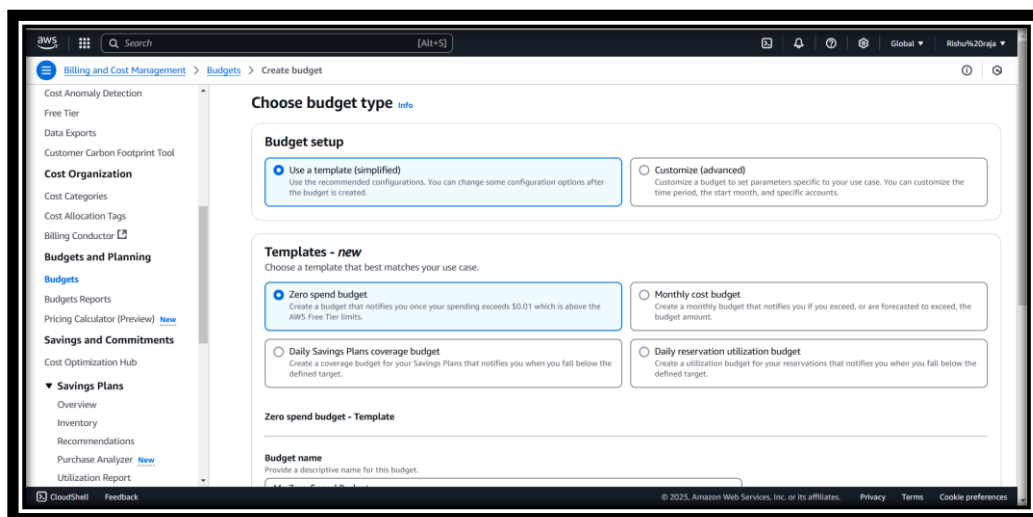 aws
Search
[Alt+S]
Global
Rishu%20raja
Billing and Cost Management > Budgets > Create budget
Cost Anomaly Detection
Free Tier
Data Exports
Customer Carbon Footprint Tool
Cost Organization
Cost Categories
Cost Allocation Tags
Billing Conductor
Budgets and Planning
Budgets
Budgets Reports
Pricing Calculator (Preview) New
Savings and Commitments
Cost Optimization Hub
Savings Plans
Overview
Inventory
Recommendations
Purchase Analyzer New
Utilization Report
Choose budget type Info
Budget setup
Use a template (simplified)
Use the recommended configurations. You can change some configuration options after
the budget is created.
Customize (advanced)
Customize a budget to set parameters specific to your use case. You can customize the
time period, the start month, and specific accounts.
Templates - new
Choose a template that best matches your use case.
Zero spend budget
Create a budget that notifies you once your spending exceeds $0.01 which is above the
AWS Free Tier limits.
Monthly cost budget
Create a monthly budget that notifies you if you exceed, or are forecasted to exceed, the
budget amount.
Daily Savings Plans coverage budget
Create a coverage budget for your Savings Plans that notifies you when you fall below the
defined target.
Daily reservation utilization budget
Create a utilization budget for your reservations that notifies you when you fall below the
defined target.
Zero spend budget - Template
Budget name
Provide a descriptive name for this budget.
CloudShell Feedback
© 2025, Amazon Web Services, Inc. or its affiliates. Privacy Terms Cookie preferences